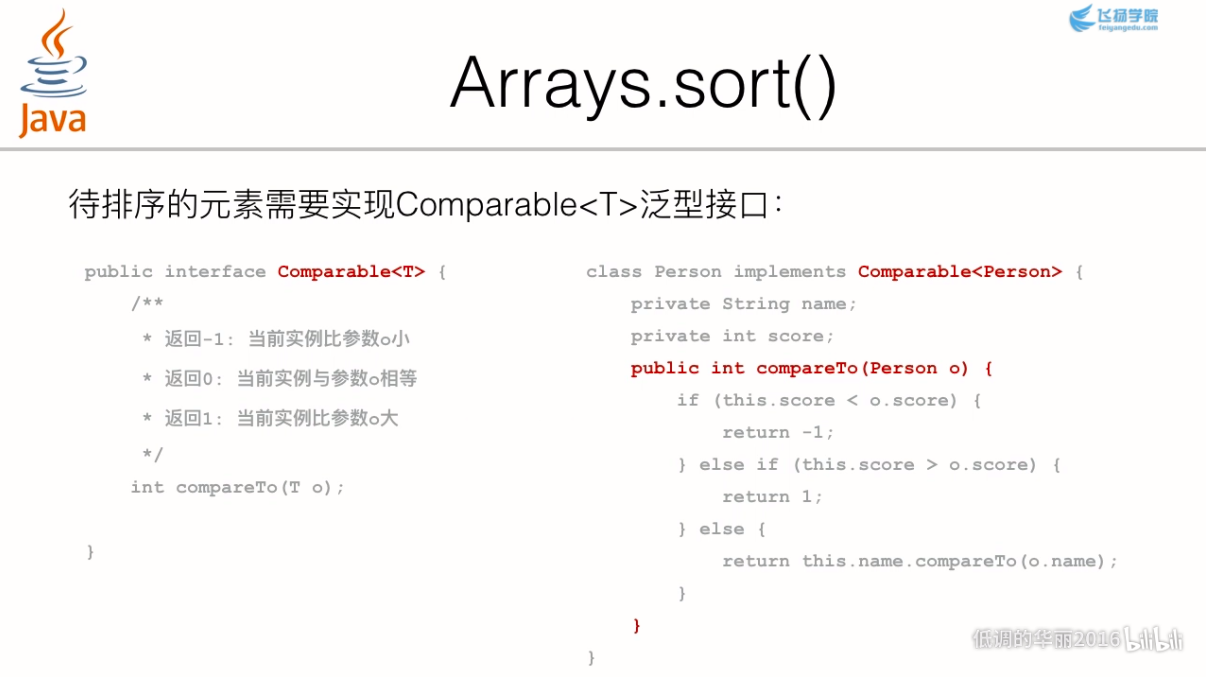 飞扬学院
feiyangedu.com
Java
Arrays.sort()
待排序的元素需要实现Comparable<T>泛型接口：
public interface Comparable<T> {
/**
* 返回-1: 当前实例比参数o小
* 返回0: 当前实例与参数o相等
* 返回1: 当前实例比参数o大
*/
int compareTo(T o);
}
class Person implements Comparable<Person> {
private String name;
private int score;
public int compareTo(Person o) {
if (this.score < o.score) {
return -1;
} else if (this.score > o.score) {
return 1;
} else {
return this.name.compareTo(o.name);
}
}
}
低调的华丽2016 bilibili